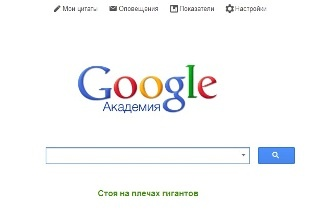 Мои цитаты Оповещения Показатели Настройки
Google
Академия
Стоя на плечах гигантов